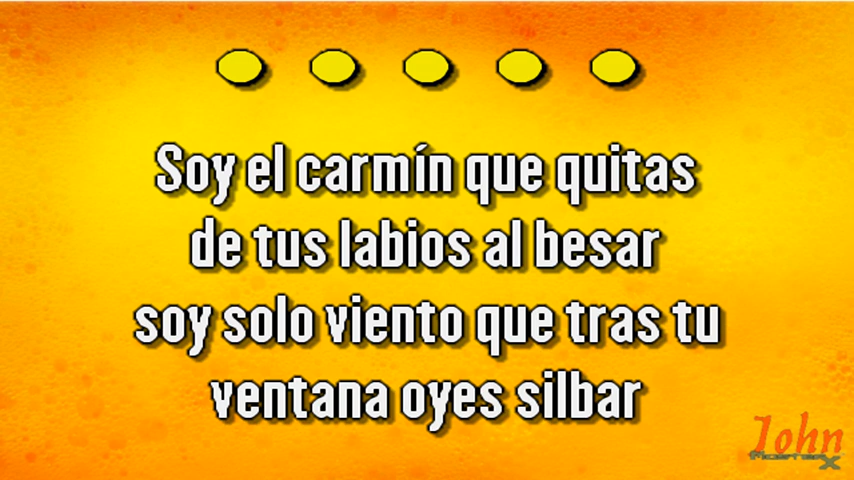 Soy el carmín que quitas
de tus labios al besar
soy solo viento que tras tu
ventana oyes silbar
John